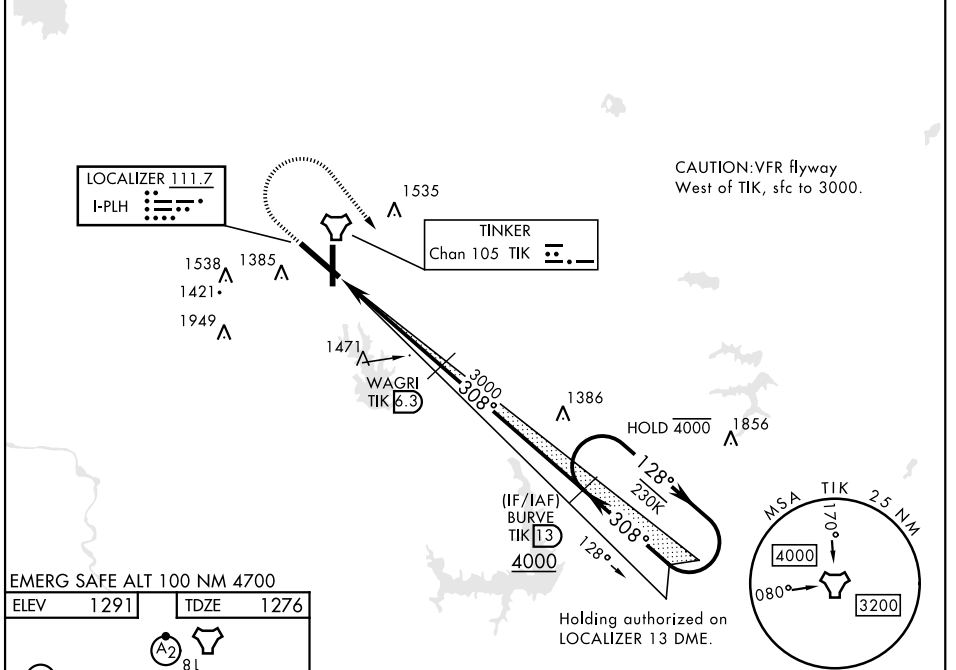 CAUTION:VFR flyway
West of TIK, sfc to 3000.
LOCALIZER 111.7
I-PLH
1535
TINKER
Chan 105 TIK
1538
1385
1421
1949
1471
WAGRI
TIK 6.3
3000
308°
1386
HOLD 4000
1856
128°
230K
(IF/IAF)
BURVE
TIK 13
4000
308°
128°
MSA TIK 25 NM
170°
4000
080°
3200
Holding authorized on
LOCALIZER 13 DME.
EMERG SAFE ALT 100 NM 4700
ELEV 1291
TDZE 1276
A2
18